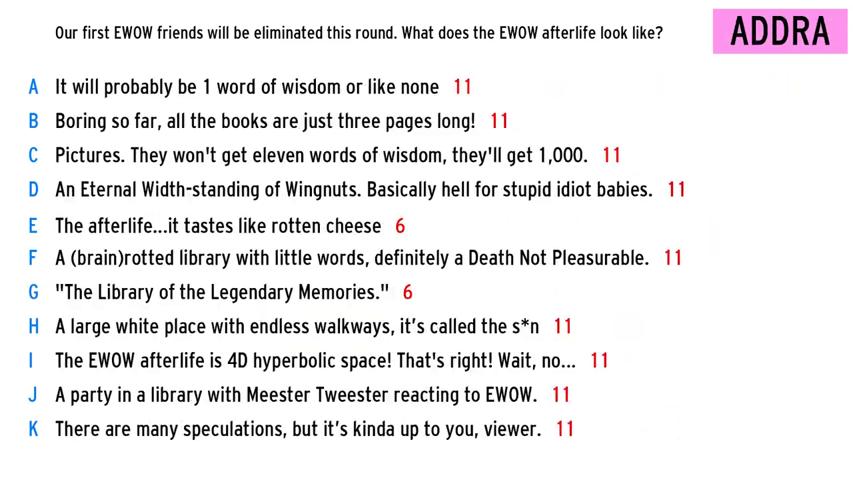 Our first EWOW friends will be eliminated this round. What does the EWOW afterlife look like?
ADDRA
A It will probably be 1 word of wisdom or like none 11
B Boring so far, all the books are just three pages long! 11
C Pictures. They won't get eleven words of wisdom, they'll get 1,000. 11
D An Eternal Width-standing of Wingnuts. Basically hell for stupid idiot babies. 11
E The afterlife...it tastes like rotten cheese 6
F A (brain)rotted library with little words, definitely a Death Not Pleasurable. 11
G "The Library of the Legendary Memories." 6
H A large white place with endless walkways, it's called the s*n 11
I The EWOW afterlife is 4D hyperbolic space! That's right! Wait, no... 11
J A party in a library with Meester Tweester reacting to EWOW. 11
K There are many speculations, but it's kinda up to you, viewer. 11